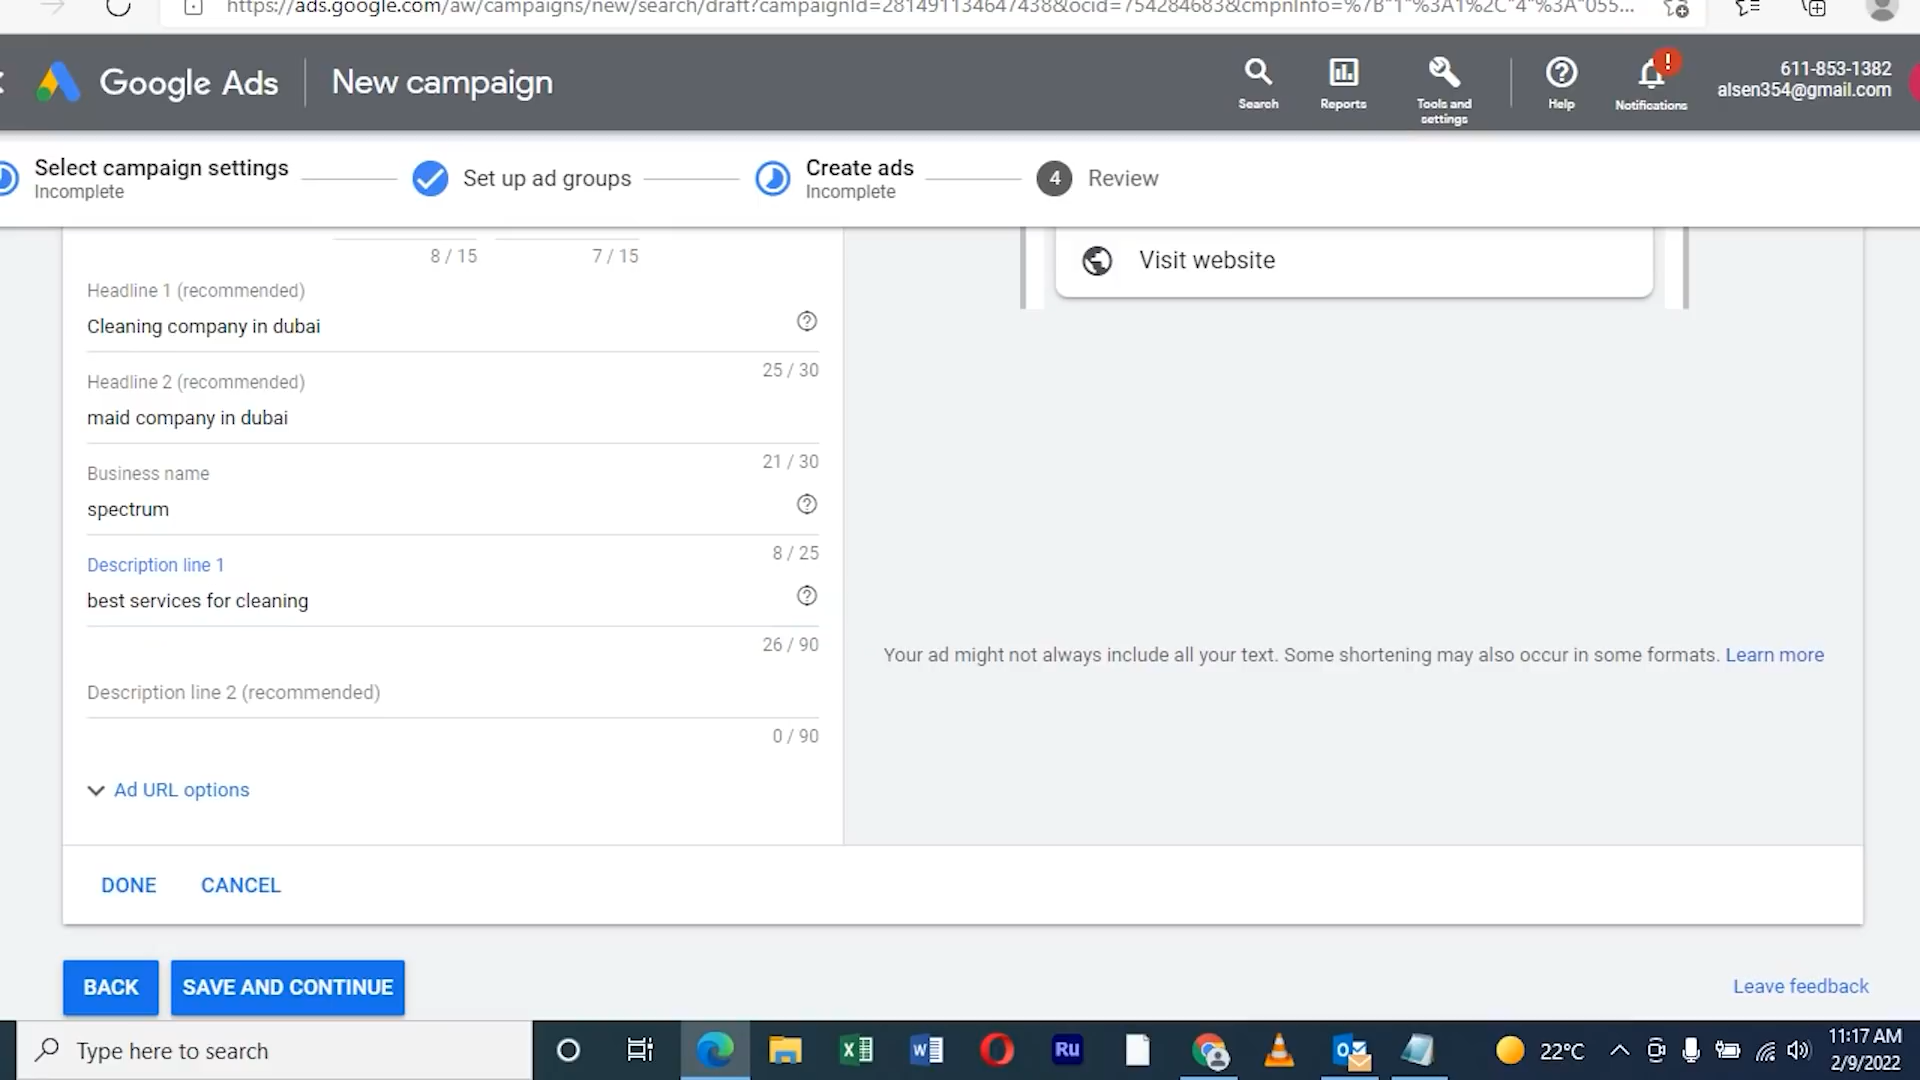 https://ads.google.com/aw/campaigns/new/search/draft?campaignId=281491134647438&ocid=754284683&cmpnInfo=%7B"1"%3A1%2C"4"%3A"055...
Google Ads
New campaign
Search
Reports
Tools and
settings
Help
!
Notifications
611-853-1382
alsen354@gmail.com
Select campaign settings
Incomplete
Set up ad groups
Create ads
Incomplete
4
Review
8 / 15
7 / 15
Visit website
Headline 1 (recommended)
Cleaning company in dubai
25 / 30
Headline 2 (recommended)
maid company in dubai
21 / 30
Business name
spectrum
8 / 25
Description line 1
best services for cleaning
26 / 90
Your ad might not always include all your text. Some shortening may also occur in some formats. Learn more
Description line 2 (recommended)
0 / 90
Ad URL options
DONE
CANCEL
BACK
SAVE AND CONTINUE
Leave feedback
Type here to search
Ru
22°C
11:17 AM
2/9/2022